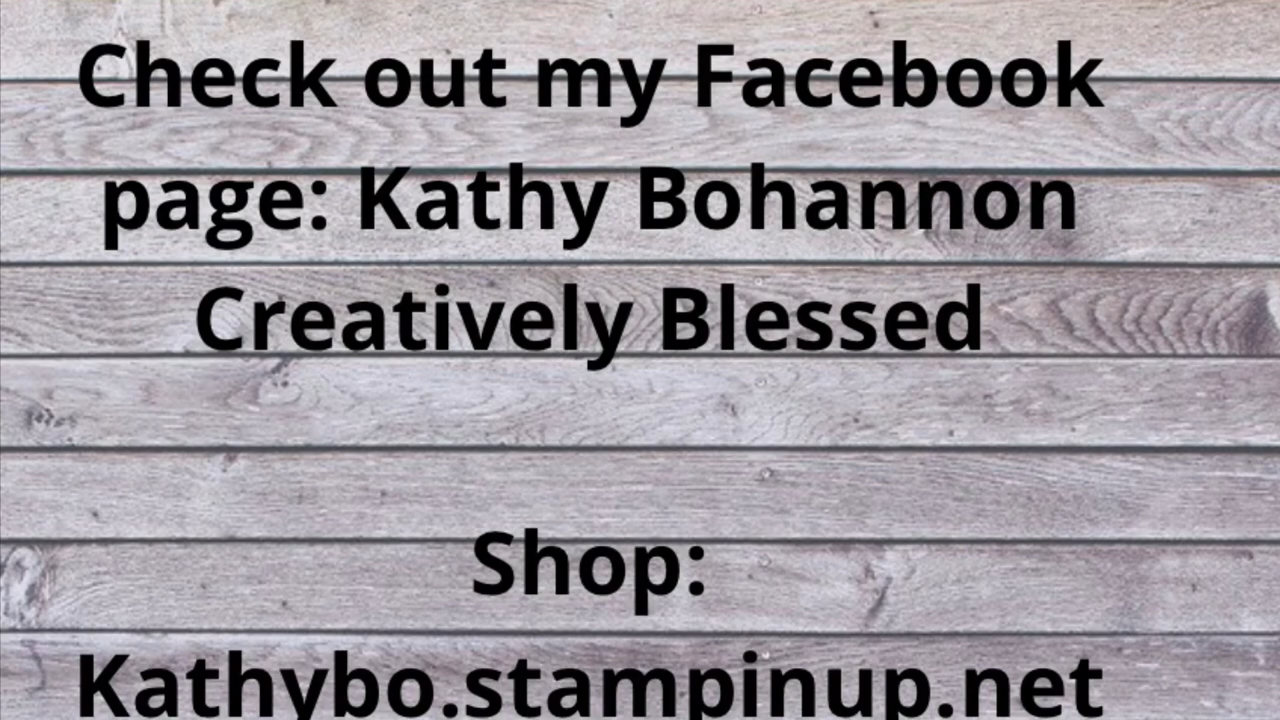 Check out my Facebook
page: Kathy Bohannon
Creatively Blessed
Shop:
Kathybo.stampinup.net